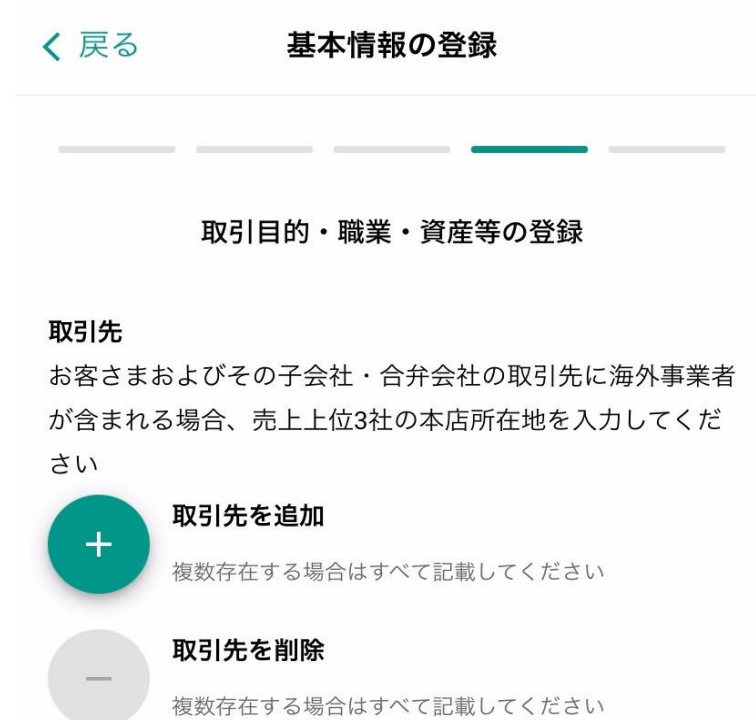 戻る
基本情報の登録
取引目的・職業・資産等の登録
取引先
お客さまおよびその子会社・合弁会社の取引先に海外事業者
が含まれる場合、売上上位3社の本店所在地を入力してくだ
さい
取引先を追加
複数存在する場合はすべて記載してください
取引先を削除
複数存在する場合はすべて記載してください